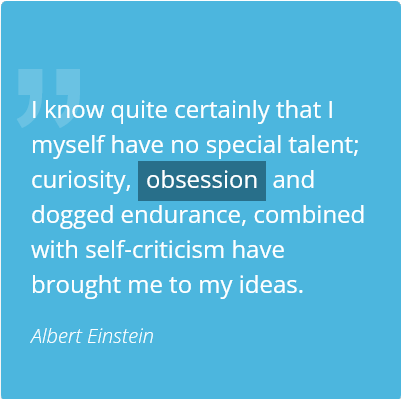 I know quite certainly that I
myself have no special talent;
curiosity, obsession and
dogged endurance, combined
with self-criticism have
brought me to my ideas.
Albert Einstein